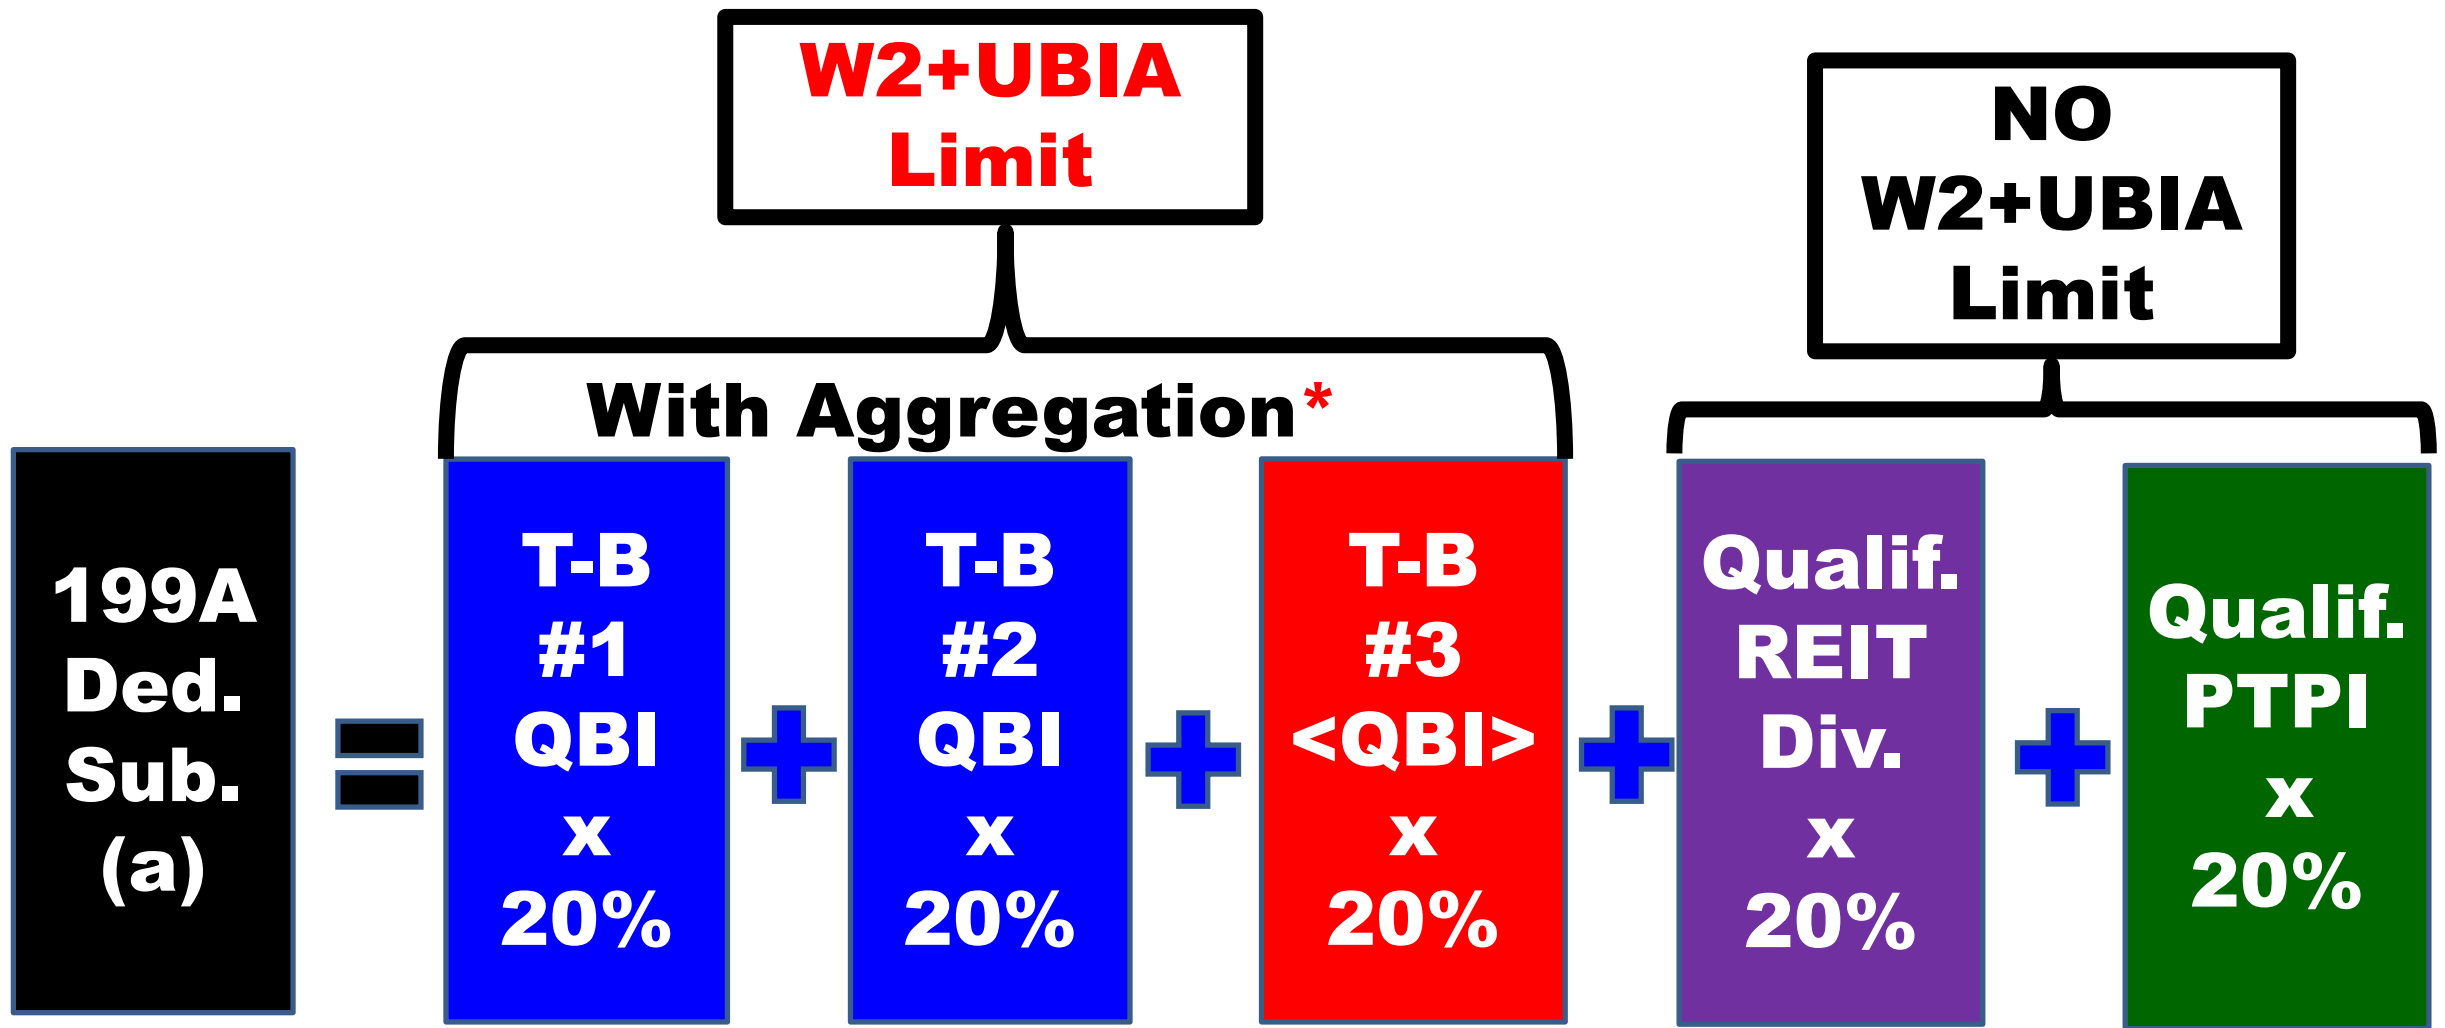 W2+UBIA
Limit
NO
W2+UBIA
Limit
With Aggregation*
199A
Ded.
Sub.
(a)
=
T-B
#1
QBI
x
20%
+
T-B
#2
QBI
x
20%
+
T-B
#3
<QBI>
x
20%
+
Qualif.
REIT
Div.
x
20%
+
Qualif.
PTPI
x
20%